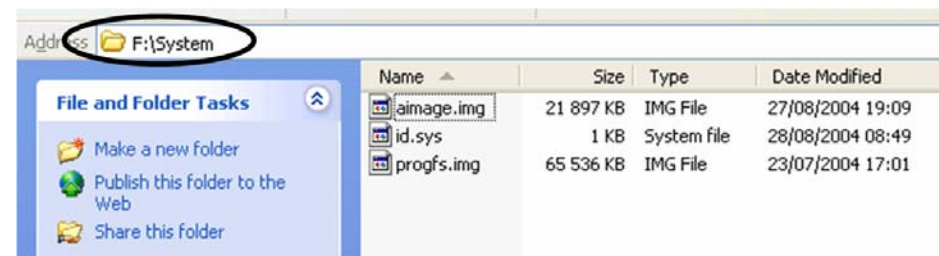 Address F:\System
Name Size Type Date Modified
File and Folder Tasks
aimage.img 21 897 KB IMG File 27/08/2004 19:09
id.sys 1 KB System file 28/08/2004 08:49
progfs.img 65 536 KB IMG File 23/07/2004 17:01
Make a new folder
Publish this folder to the
Web
Share this folder